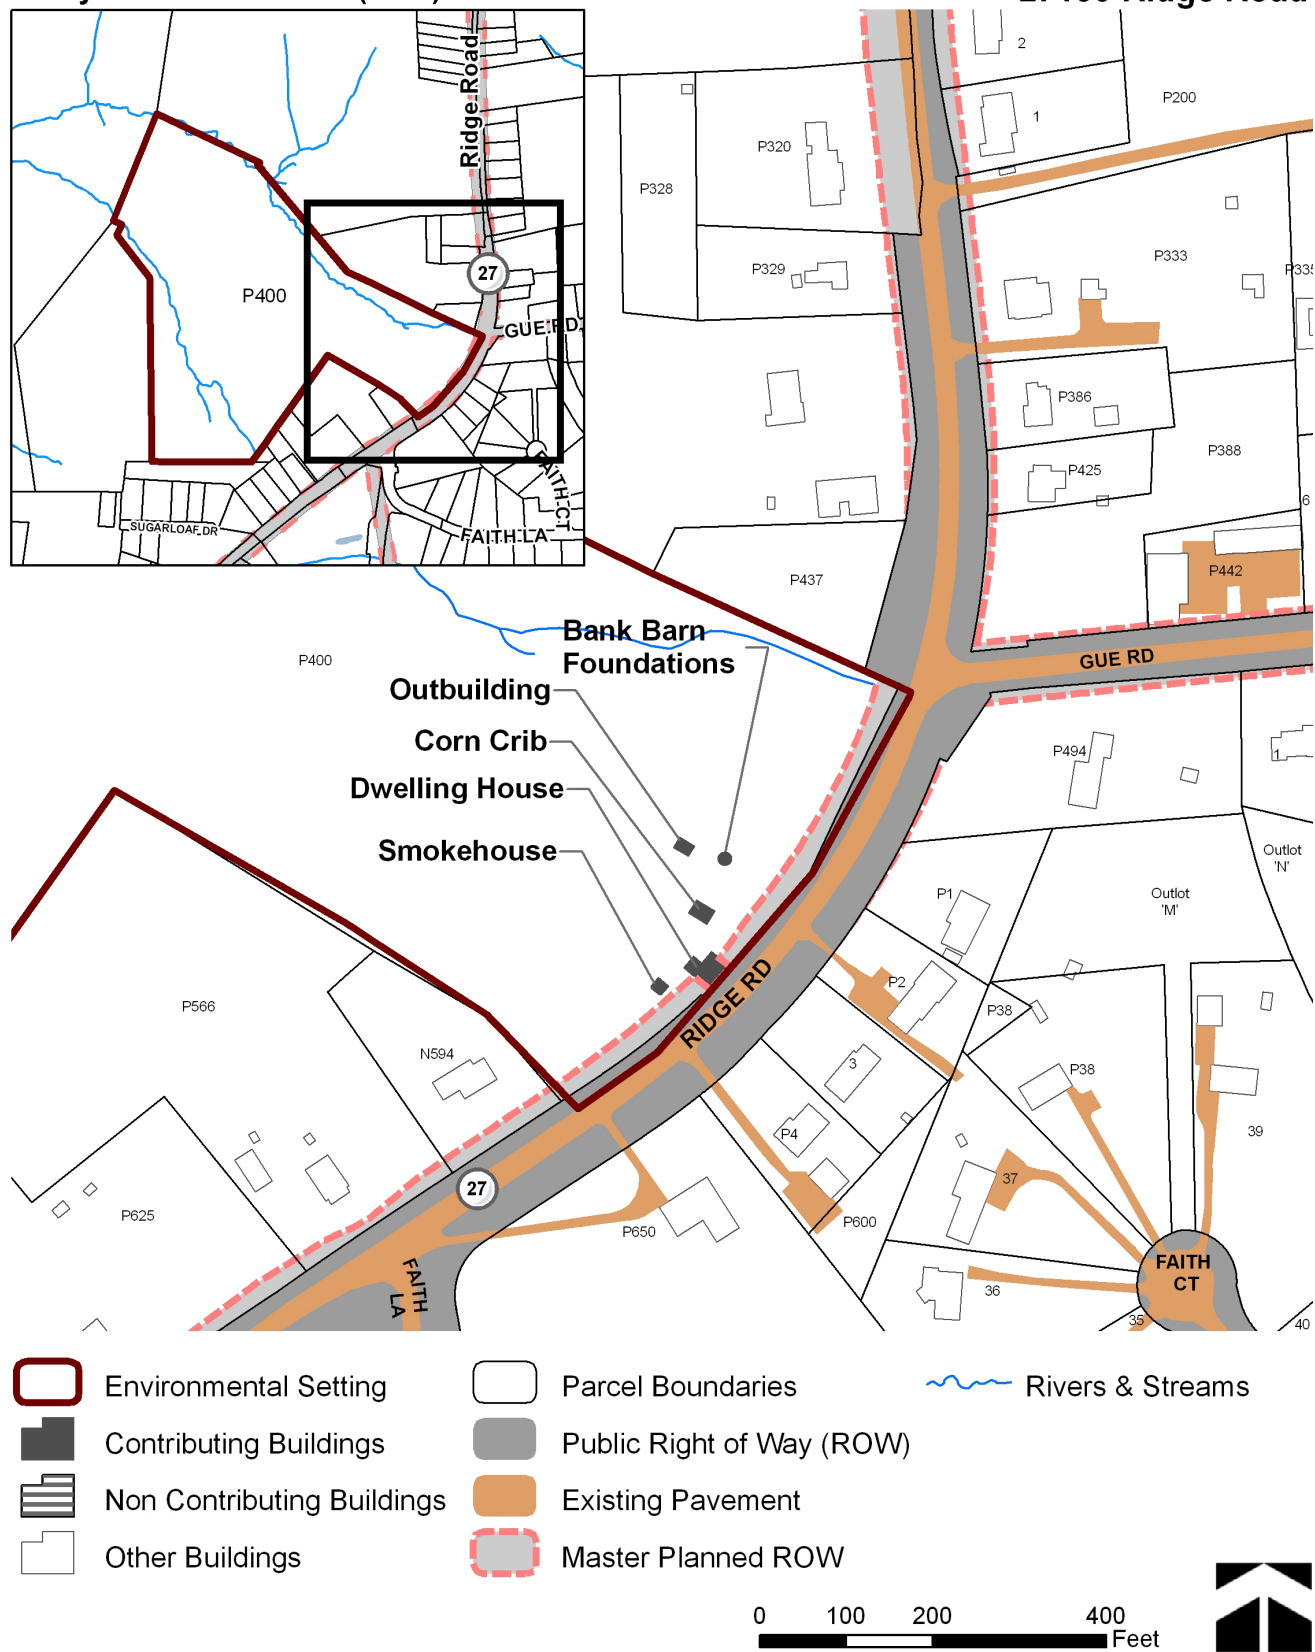 Ridge Road
27
P400
GUE RD
FAITH CT
FAITH LA
SUGARLOAF DR
2
1
P200
P320
P328
P329
P333
P335
P386
P388
P425
6
P442
P437
GUE RD
P400
Bank Barn
Foundations
Outbuilding
Corn Crib
Dwelling House
Smokehouse
P494
1
Outlot
'N'
Outlot
'M'
P1
P2
P38
RIDGE RD
3
P38
P566
N594
P4
39
37
27
P625
P650
P600
FAITH
LA
FAITH
CT
36
35
40
Environmental Setting
Contributing Buildings
Non Contributing Buildings
Other Buildings
Parcel Boundaries
Public Right of Way (ROW)
Existing Pavement
Master Planned ROW
Rivers & Streams
0 100 200 400
Feet